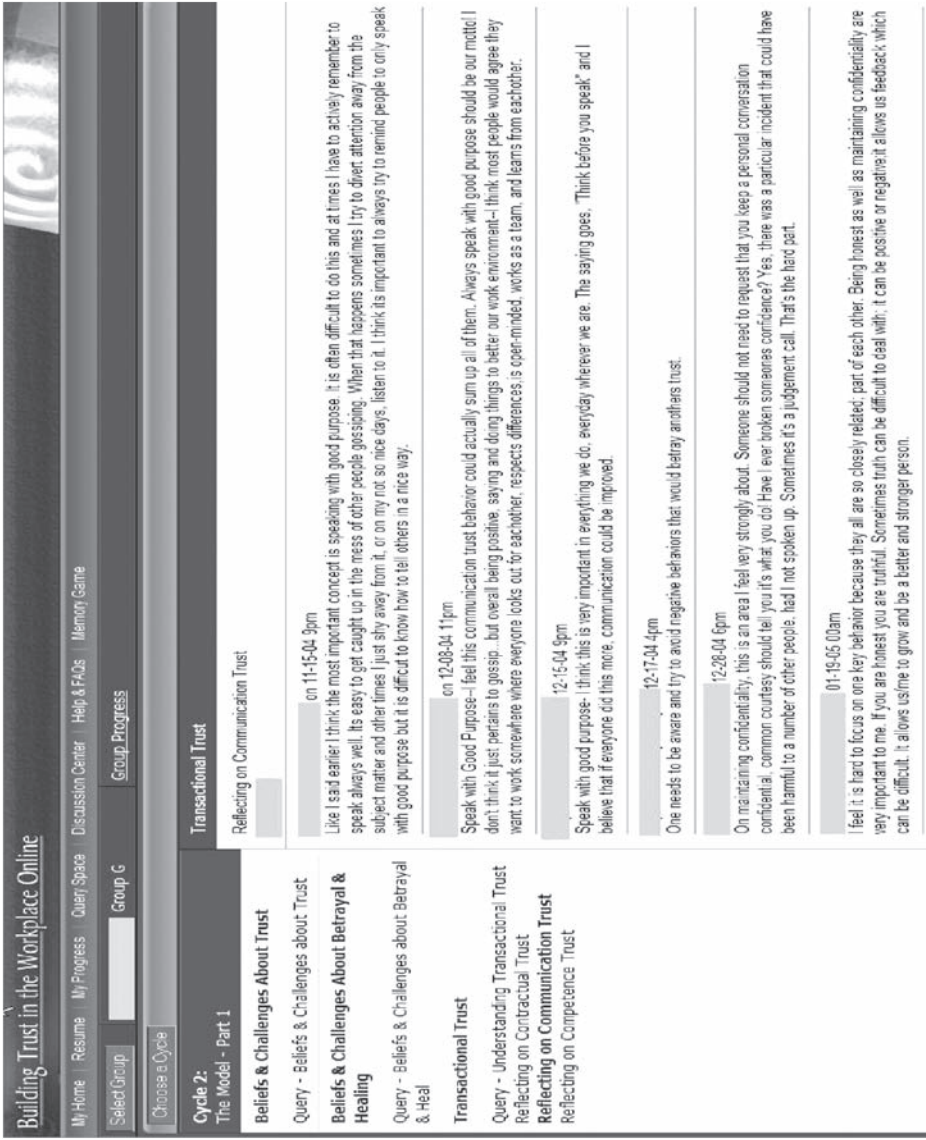 Building Trust in the Workplace Online
My Home | Resume | My Progress | Query Space | Discussion Center | Help & FAQs | Memory Game
Select Group
Group G
Group Progress
Choose a Cycle
Cycle 2:
The Model - Part 1
Beliefs & Challenges About Trust
Query - Beliefs & Challenges about Trust
Beliefs & Challenges About Betrayal &
Healing
Query - Beliefs & Challenges about Betrayal
& Heal
Transactional Trust
Query - Understanding Transactional Trust
Reflecting on Contractual Trust
Reflecting on Communication Trust
Reflecting on Competence Trust
Transactional Trust
Reflecting on Communication Trust
on 11-15-04 9pm
Like I said earlier I think the most important concept is speaking with good purpose. It is often difficult to do this and at times I have to actively remember to
speak always well. Its easy to get caught up in the mess of other people gossiping. When that happens sometimes I try to divert attention away from the
subject matter and other times I just shy away from it, or on my not so nice days, listen to it. I think its important to always try to remind people to only speak
with good purpose but it is difficut to know how to tell others in a nice way.
on 12-08-04 11pm
Speak with Good Purpose--I feel this communication trust behavior could actually sum up all of them. Always speak with good purpose should be our motto! I
don't think it just pertains to gossip...but overall being positive, saying and doing things to better our work environment--I think most people would agree they
want to work somewhere where everyone looks out for eachother, respects differences,is open-minded, works as a team, and learns from eachother.
12-15-04 9pm
Speak with good purpose- I think this is very important in everything we do, everyday wherever we are. The saying goes, "Think before you speak" and I
believe that if everyone did this more, communication could be improved.
12-17-04 4pm
One needs to be aware and try to avoid negative behaviors that would betray anothers trust.
12-28-04 6pm
On maintaining confidentiality, this is an area I feel very strongly about. Someone should not need to request that you keep a personal conversation
confidential, common courtesy should tell you it's what you do! Have I ever broken someones confidence? Yes, there was a particular incident that could have
been harmful to a number of other people, had I not spoken up. Sometimes it's a judgement call. That's the hard part.
01-19-05 00am
I feel it is hard to focus on one key behavior because they all are so closely related; part of each other. Being honest as well as maintaining confidentiality are
very important to me. If you are honest you are truthful. Sometimes truth can be difficult to deal with; it can be positive or negative;it allows us feedback which
can be difficult. It allows us/me to grow and be a better and stronger person.